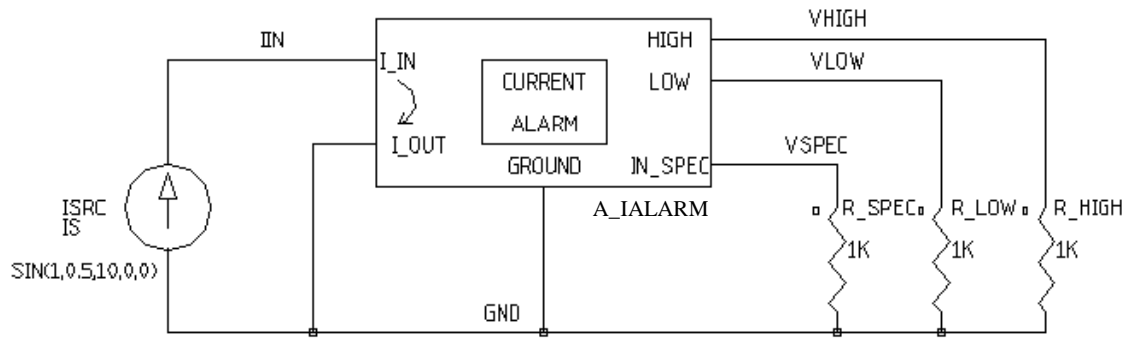 VHIGH
IIN
HIGH
I_IN
VLOW
CURRENT
LOW
ALARM
I_OUT
VSPEC
GROUND
IN_SPEC
A_IALARM
R_SPEC
R_LOW
R_HIGH
ISRC
IS
1K
1K
1K
SIN(1,0.5,10,0,0)
GND